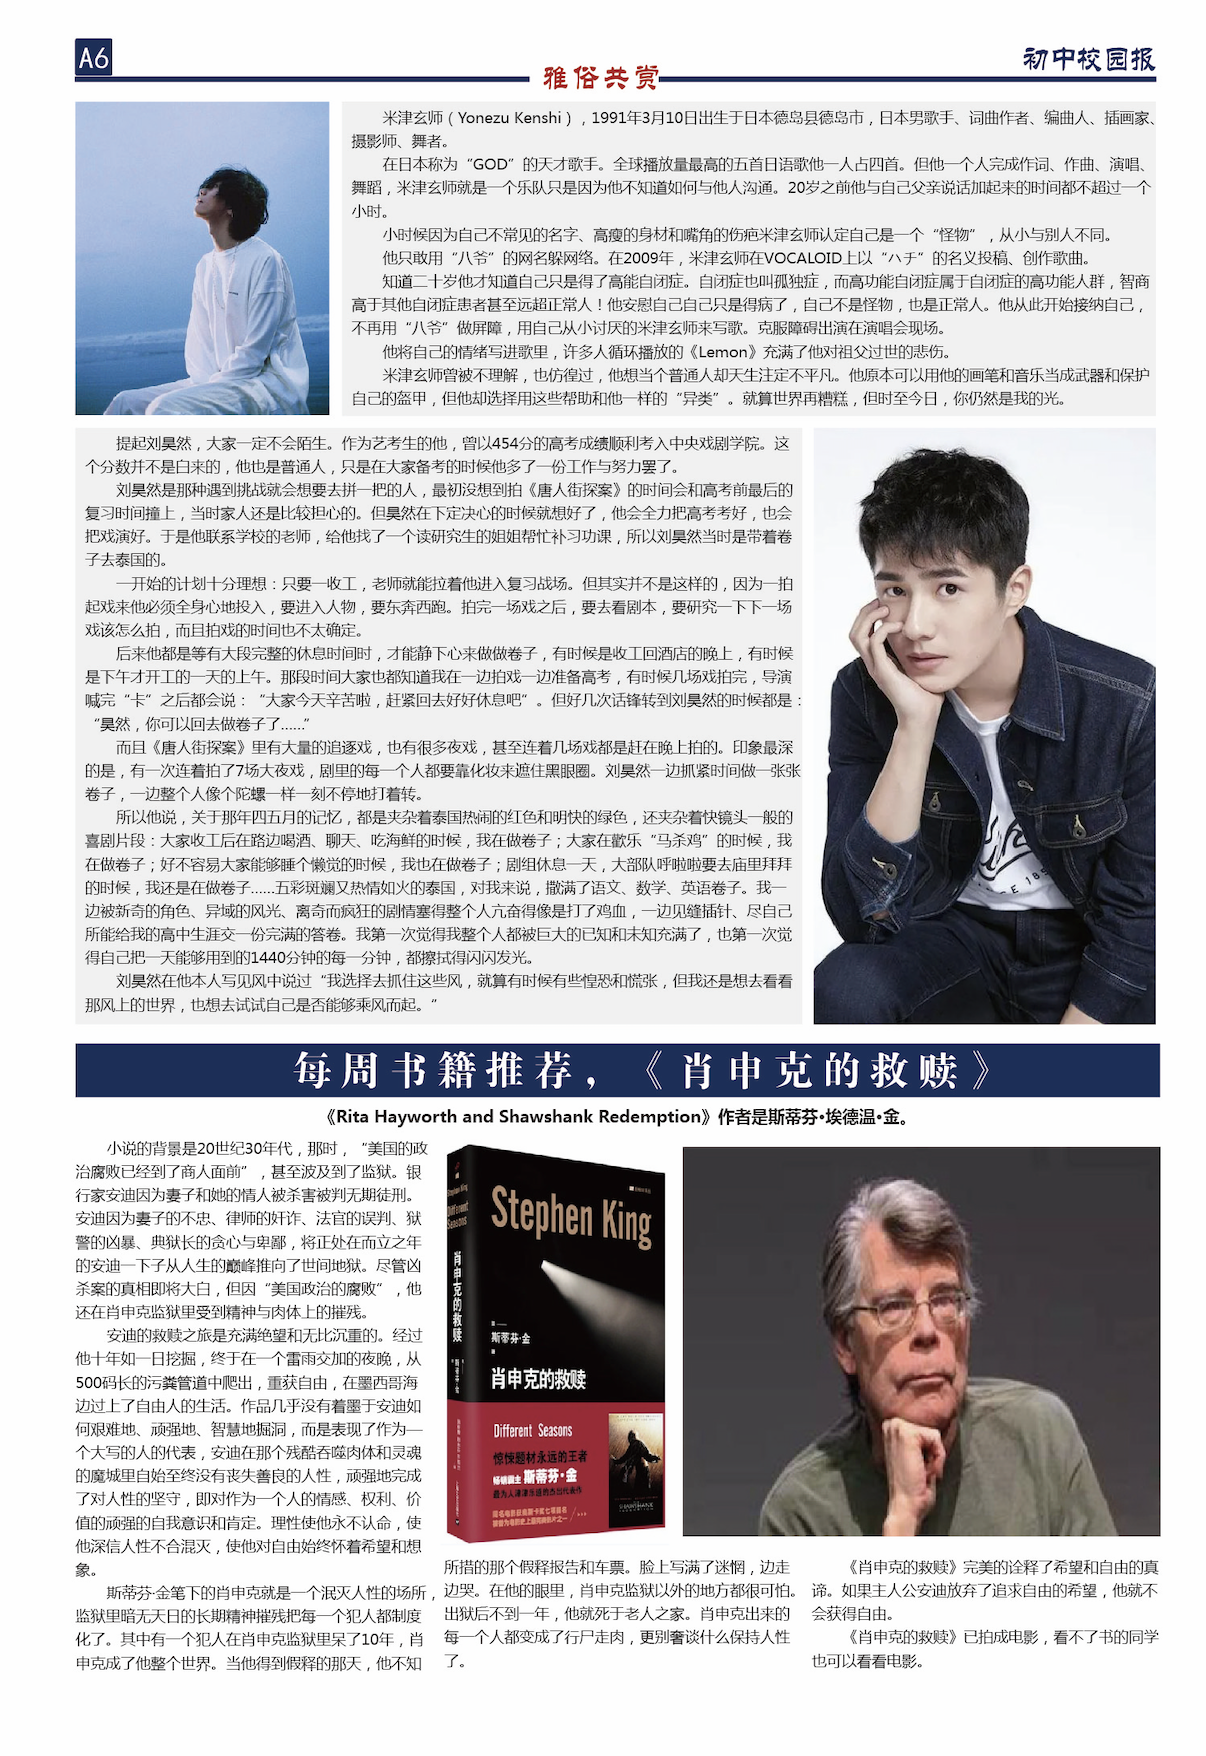 A6
雅俗共赏
初中校园报
米津玄师（Yonezu Kenshi），1991年3月10日出生于日本德岛县德岛市，日本男歌手、词曲作者、编曲人、插画家、
摄影师、舞者。
在日本称为“GOD”的天才歌手。全球播放量最高的五首日语歌他一人占四首。但他一个人完成作词、作曲、演唱、
舞蹈，米津玄师就是一个乐队只是因为他不知道如何与他人沟通。20岁之前他与自己父亲说话加起来的时间都不超过一个
小时。
小时候因为自己不常见的名字、高瘦的身材和嘴角的伤疤米津玄师认定自己是一个“怪物”，从小与别人不同。
他只敢用“八爷”的网名躲网络。在2009年，米津玄师在VOCALOID上以“ハチ”的名义投稿、创作歌曲。
知道二十岁他才知道自己只是得了高能自闭症。自闭症也叫孤独症，而高功能自闭症属于自闭症的高功能人群，智商
高于其他自闭症患者甚至远超正常人！他安慰自己自己只是得病了，自己不是怪物，也是正常人。他从此开始接纳自己，
不再用“八爷”做屏障，用自己从小讨厌的米津玄师来写歌。克服障碍出演在演唱会现场。
他将自己的情绪写进歌里，许多人循环播放的《Lemon》充满了他对祖父过世的悲伤。
米津玄师曾被不理解，也仿徨过，他想当个普通人却天生注定不平凡。他原本可以用他的画笔和音乐当成武器和保护
自己的盔甲，但他却选择用这些帮助和他一样的“异类”。就算世界再糟糕，但时至今日，你仍然是我的光。
提起刘昊然，大家一定不会陌生。作为艺考生的他，曾以454分的高考成绩顺利考入中央戏剧学院。这
个分数并不是白来的，他也是普通人，只是在大家备考的时候他多了一份工作与努力罢了。
刘昊然是那种遇到挑战就会想要去拼一把的人，最初没想到拍《唐人街探案》的时间会和高考前最后的
复习时间撞上，当时家人还是比较担心的。但昊然在下定决心的时候就想好了，他会全力把高考考好，也会
把戏演好。于是他联系学校的老师，给他找了一个读研究生的姐姐帮忙补习功课，所以刘昊然当时是带着卷
子去泰国的。
一开始的计划十分理想：只要一收工，老师就能拉着他进入复习战场。但其实并不是这样的，因为一拍
起戏来他必须全身心地投入，要进入人物，要东奔西跑。拍完一场戏之后，要去看剧本，要研究一下下一场
戏该怎么拍，而且拍戏的时间也不太确定。
后来他都是等有大段完整的休息时间时，才能静下心来做做卷子，有时候是收工回酒店的晚上，有时候
是下午才开工的一天的上午。那段时间大家也都知道我在一边拍戏一边准备高考，有时候几场戏拍完，导演
喊完“卡”之后都会说：“大家今天辛苦啦，赶紧回去好好休息吧”。但好几次话锋转到刘昊然的时候都是：
“昊然，你可以回去做卷子了……”
而且《唐人街探案》里有大量的追逐戏，也有很多夜戏，甚至连着几场戏都是赶在晚上拍的。印象最深
的是，有一次连着拍了7场大夜戏，剧里的每一个人都要靠化妆来遮住黑眼圈。刘昊然一边抓紧时间做一张张
卷子，一边整个人像个陀螺一样一刻不停地打着转。
所以他说，关于那年四五月的记忆，都是夹杂着泰国热闹的红色和明快的绿色，还夹杂着快镜头一般的
喜剧片段：大家收工后在路边喝酒、聊天、吃海鲜的时候，我在做卷子；大家在歡乐“马杀鸡”的时候，我
在做卷子；好不容易大家能够睡个懒觉的时候，我也在做卷子；剧组休息一天，大部队呼啦啦要去庙里拜拜
的时候，我还是在做卷子……五彩斑斓又热情如火的泰国，对我来说，撒满了语文、数学、英语卷子。我一
边被新奇的角色、异域的风光、离奇而疯狂的剧情塞得整个人亢奋得像是打了鸡血，一边见缝插针、尽自己
所能给我的高中生涯交一份完满的答卷。我第一次觉得我整个人都被巨大的已知和未知充满了，也第一次觉
得自己把一天能够用到的1440分钟的每一分钟，都擦拭得闪闪发光。
刘昊然在他本人写见风中说过“我选择去抓住这些风，就算有时候有些惶恐和慌张，但我还是想去看看
那风上的世界，也想去试试自己是否能够乘风而起。”
每周书籍推荐，《肖申克的救赎》
《Rita Hayworth and Shawshank Redemption》作者是斯蒂芬·埃德温·金。
小说的背景是20世纪30年代，那时，“美国的政
治腐败已经到了商人面前”，甚至波及到了监狱。银
行家安迪因为妻子和她的情人被杀害被判无期徒刑。
安迪因为妻子的不忠、律师的奸诈、法官的误判、狱
警的凶暴、典狱长的贪心与卑鄙，将正处在而立之年
的安迪一下子从人生的巅峰推向了世间地狱。尽管凶
杀案的真相即将大白，但因“美国政治的腐败”，他
还在肖申克监狱里受到精神与肉体上的摧残。
安迪的救赎之旅是充满绝望和无比沉重的。经过
他十年如一日挖掘，终于在一个雷雨交加的夜晚，从
500码长的污粪管道中爬出，重获自由，在墨西哥海
边过上了自由人的生活。作品几乎没有着墨于安迪如
何艰难地、顽强地、智慧地掘洞，而是表现了作为一
个大写的人的代表，安迪在那个残酷吞噬肉体和灵魂
的魔城里自始至终没有丧失善良的人性，顽强地完成
了对人性的坚守，即对作为一个人的情感、权利、价
值的顽强的自我意识和肯定。理性使他永不认命，使
他深信人性不合混灭，使他对自由始终怀着希望和想
象。
斯蒂芬·金笔下的肖申克就是一个泯灭人性的场所，
监狱里暗无天日的长期精神摧残把每一个犯人都制度
化了。其中有一个犯人在肖申克监狱里呆了10年，肖
申克成了他整个世界。当他得到假释的那天，他不知
Stephen King
Different Seasons
肖申克的救赎
斯蒂芬·金
Stephen King
斯蒂芬·金
肖申克的救赎
Different Seasons
惊悚题材永远的王者
畅销霸主 斯蒂芬·金
最为人津津乐道的杰出代表作
所措的那个假释报告和车票。脸上写满了迷惘，边走
边哭。在他的眼里，肖申克监狱以外的地方都很可怕。
出狱后不到一年，他就死于老人之家。肖申克出来的
每一个人都变成了行尸走肉，更别奢谈什么保持人性
了。
《肖申克的救赎》完美的诠释了希望和自由的真
谛。如果主人公安迪放弃了追求自由的希望，他就不
会获得自由。
《肖申克的救赎》已拍成电影，看不了书的同学
也可以看看电影。